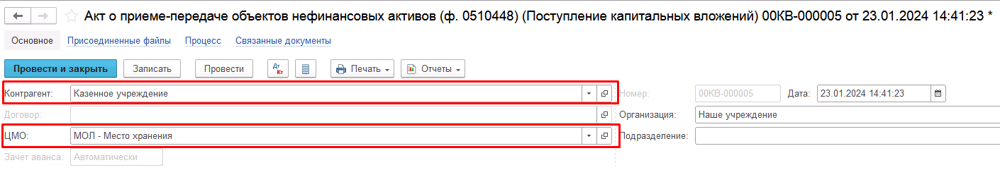 Акт о приеме-передаче объектов нефинансовых активов (ф. 0510448) (Поступление капитальных вложений) 00КВ-000005 от 23.01.2024 14:41:23 *
Основное Присоединенные файлы Процесс Связанные документы
Провести и закрыть Записать Провести Дт Кт Печать Отчеты
Контрагент: Казенное учреждение Номер: 00КВ-000005 Дата: 23.01.2024 14:41:23
Договор: Организация: Наше учреждение
ЦМО: МОЛ - Место хранения Подразделение:
Зачет аванса: Автоматически